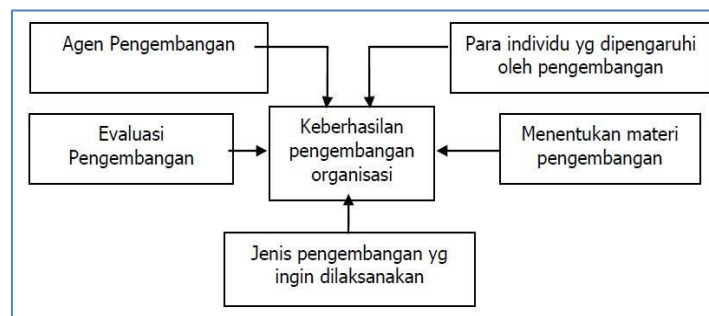 Agen Pengembangan
Para individu yg dipengaruhi
oleh pengembangan
Evaluasi
Pengembangan
Keberhasilan
pengembangan
organisasi
Menentukan materi
pengembangan
Jenis pengembangan yg
ingin dilaksanakan